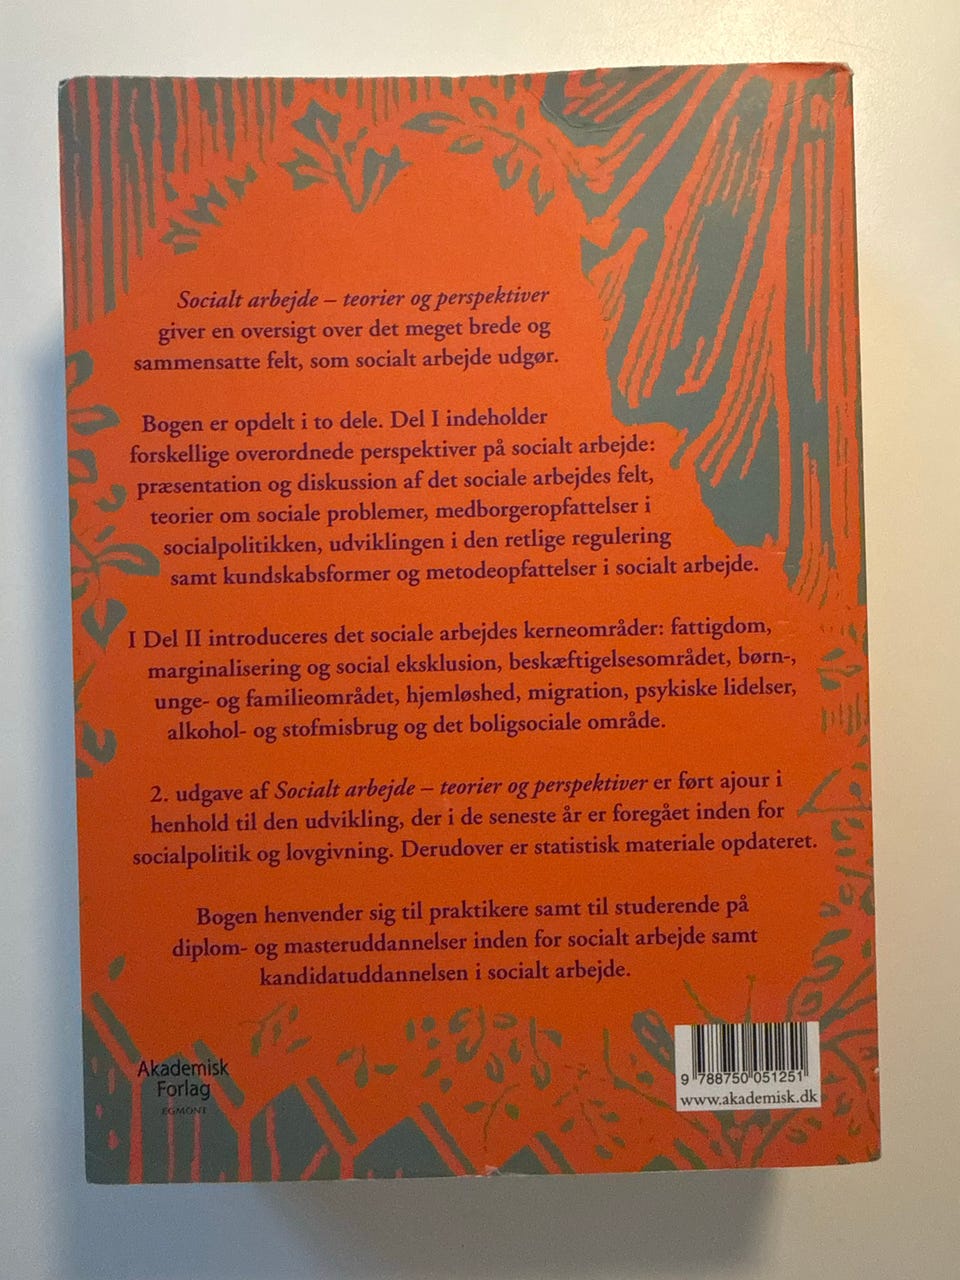 Socialt arbejde – teorier og perspektiver
giver en oversigt over det meget brede og
sammensatte felt, som socialt arbejde udgør.
Bogen er opdelt i to dele. Del I indeholder
forskellige overordnede perspektiver på socialt arbejde:
præsentation og diskussion af det sociale arbejdes felt,
teorier om sociale problemer, medborgeropfattelser i
socialpolitikken, udviklingen i den retlige regulering
samt kundskabsformer og metodeopfattelser i socialt arbejde.
I Del II introduceres det sociale arbejdes kerneområder: fattigdom,
marginalisering og social eksklusion, beskæftigelsesområdet, børn-,
unge- og familieområdet, hjemløshed, migration, psykiske lidelser,
alkohol- og stofmisbrug og det boligsociale område.
2. udgave af Socialt arbejde – teorier og perspektiver er ført ajour i
henhold til den udvikling, der i de seneste år er foregået inden for
socialpolitik og lovgivning. Derudover er statistisk materiale opdateret.
Bogen henvender sig til praktikere samt til studerende på
diplom- og masteruddannelser inden for socialt arbejde samt
kandidatuddannelsen i socialt arbejde.
Akademisk
Forlag
EGMONT
9 788750 051251
www.akademisk.dk